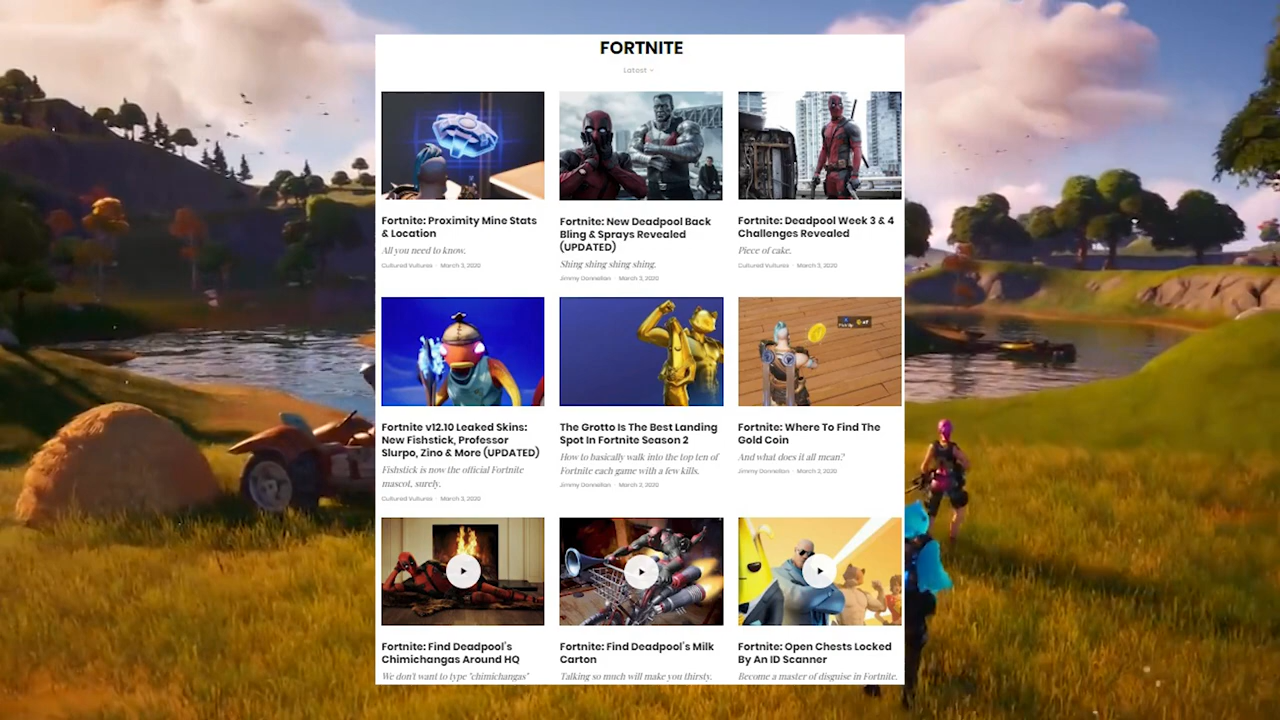 FORTNITE
Latest
Fortnite: Proximity Mine Stats
& Location
All you need to know.
Cultured Vultures · March 3, 2020
Fortnite: New Deadpool Back
Bling & Sprays Revealed
(UPDATED)
Shing shing shing shing.
Jimmy Donnellan · March 3, 2020
Fortnite: Deadpool Week 3 & 4
Challenges Revealed
Piece of cake.
Cultured Vultures · March 3, 2020
Fortnite v12.10 Leaked Skins:
New Fishstick, Professor
Slurpo, Zino & More (UPDATED)
Fishstick is now the official Fortnite
mascot, surely.
Cultured Vultures · March 3, 2020
The Grotto Is The Best Landing
Spot In Fortnite Season 2
How to basically walk into the top ten of
Fortnite each game with a few kills.
Jimmy Donnellan · March 3, 2020
Fortnite: Where To Find The
Gold Coin
And what does it all mean?
Jimmy Donnellan · March 3, 2020
Fortnite: Find Deadpool's
Chimichangas Around HQ
We don't want to type "chimichangas"
Fortnite: Find Deadpool's Milk
Carton
Talking so much will make you thirsty.
Fortnite: Open Chests Locked
By An ID Scanner
Become a master of disguise in Fortnite.